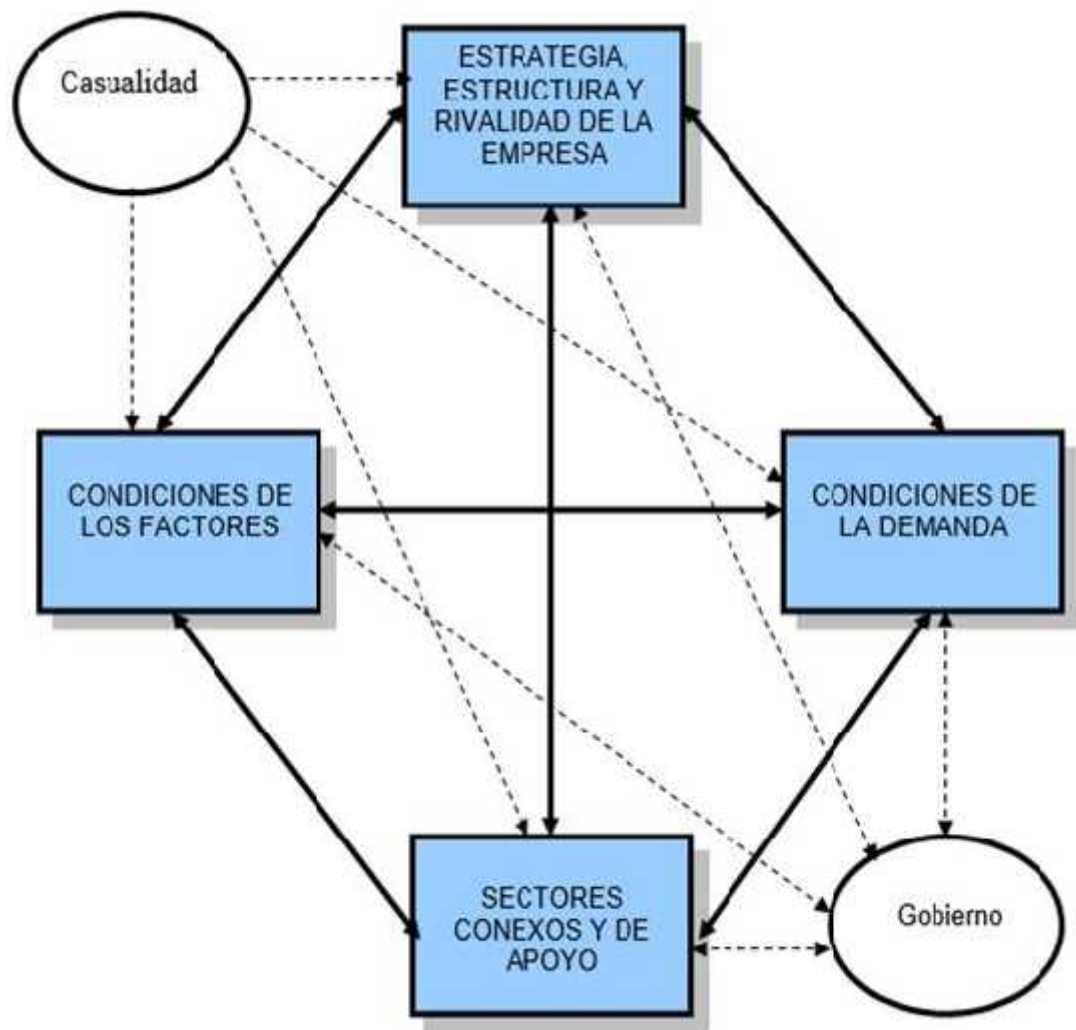 Casualidad
ESTRATEGIA,
ESTRUCTURA Y
RIVALIDAD DE LA
EMPRESA
CONDICIONES DE
LOS FACTORES
CONDICIONES DE
LA DEMANDA
SECTORES
CONEXOS Y DE
APOYO
Gobierno